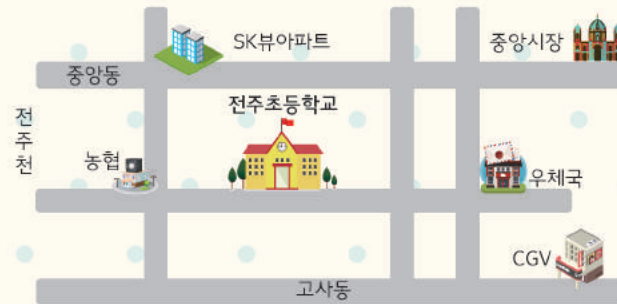 SK뷰아파트
중앙시장
중앙동
전주초등학교
전주천
농협
우체국
CGV
고사동